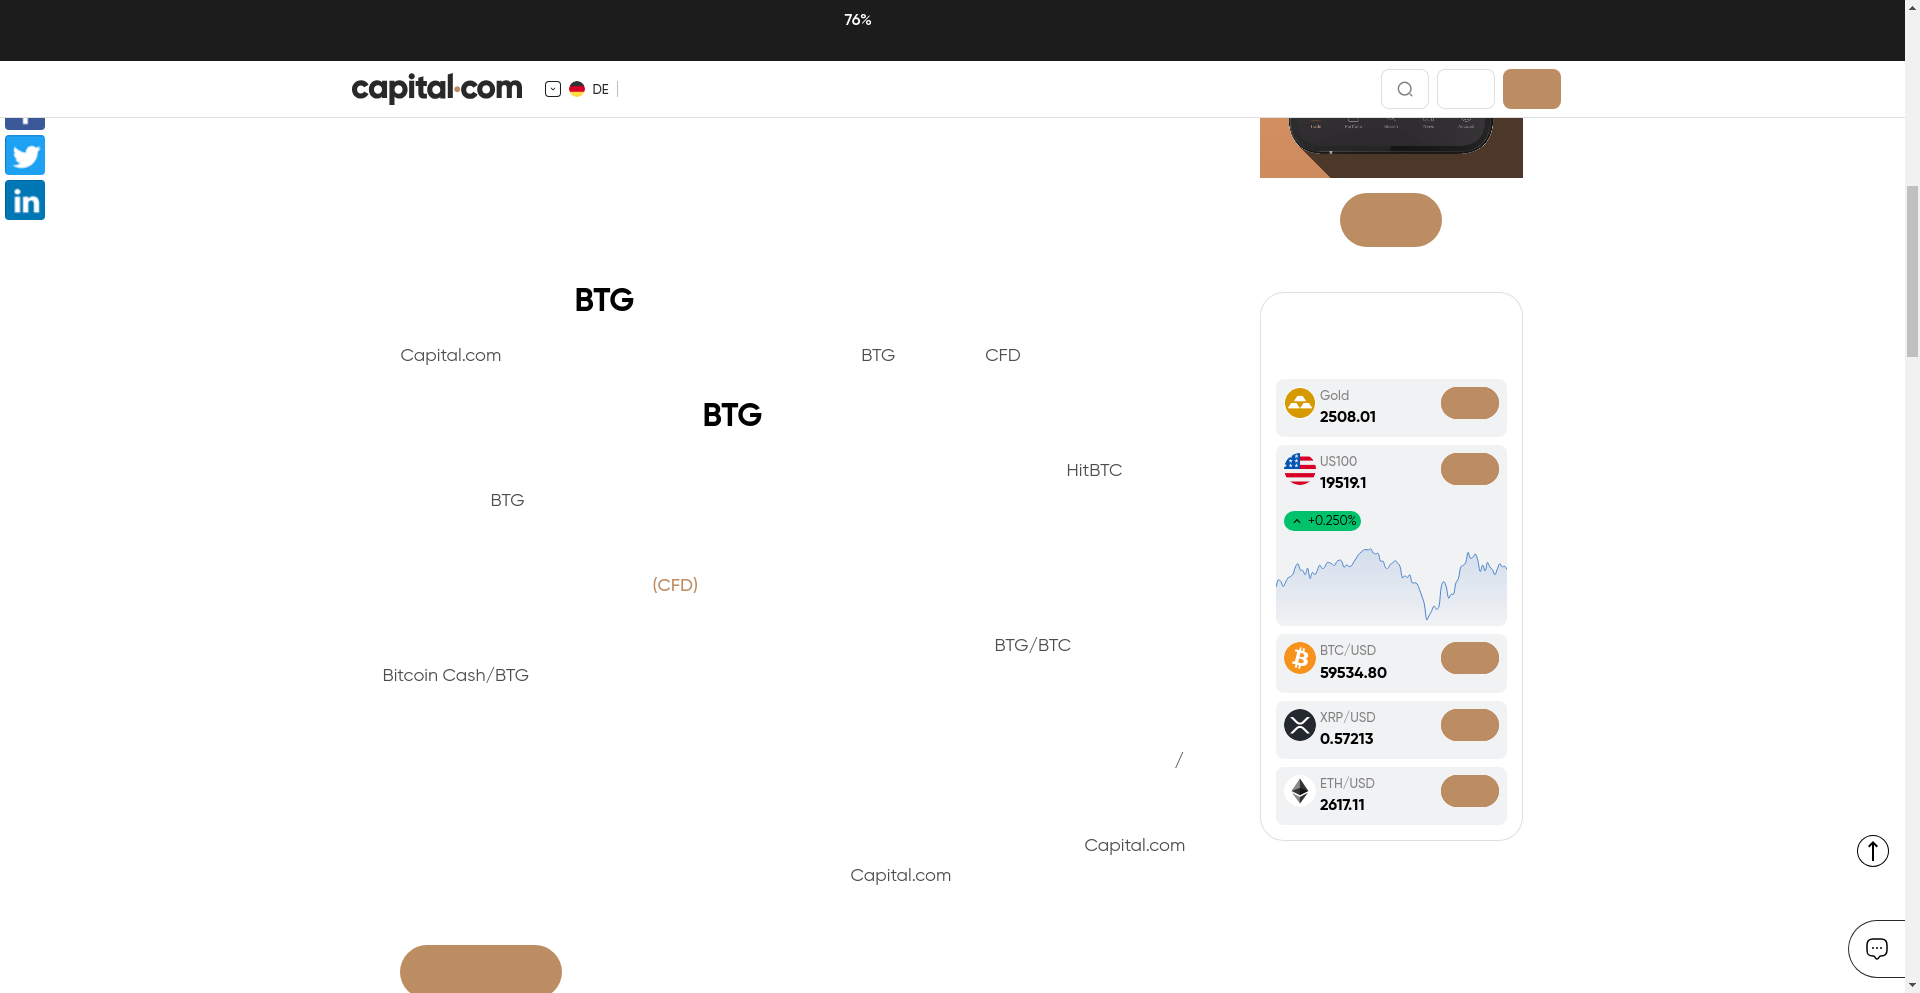 76%
capital.com
DE
BTG
Capital.com BTG CFD
BTG
HitBTC
BTG
(CFD)
BTG/BTC
Bitcoin Cash/BTG
/
Capital.com
Capital.com
Gold
2508.01
US100
19519.1
+0.250%
BTC/USD
59534.80
XRP/USD
0.57213
ETH/USD
2617.11